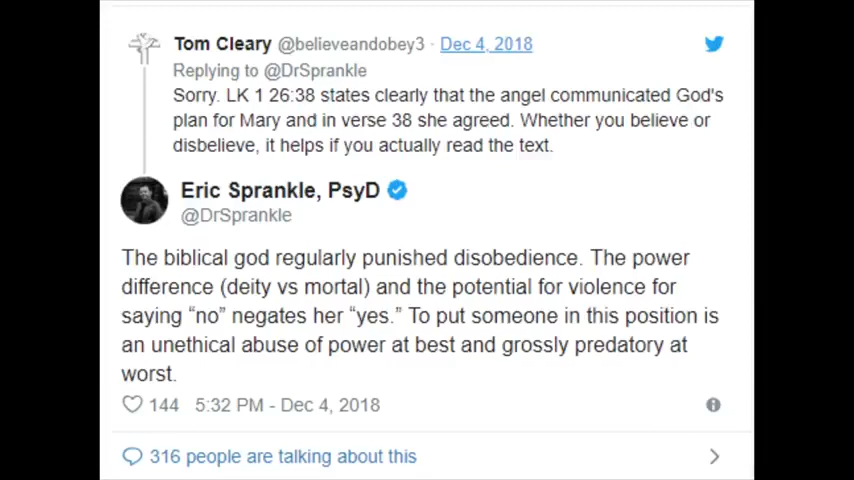 Tom Cleary @believeandobey3 · Dec 4, 2018
Replying to @DrSprankle
Sorry. LK 1 26:38 states clearly that the angel communicated God's
plan for Mary and in verse 38 she agreed. Whether you believe or
disbelieve, it helps if you actually read the text.
Eric Sprankle, PsyD
@DrSprankle
The biblical god regularly punished disobedience. The power
difference (deity vs mortal) and the potential for violence for
saying “no” negates her “yes.” To put someone in this position is
an unethical abuse of power at best and grossly predatory at
worst.
144 5:32 PM - Dec 4, 2018
316 people are talking about this